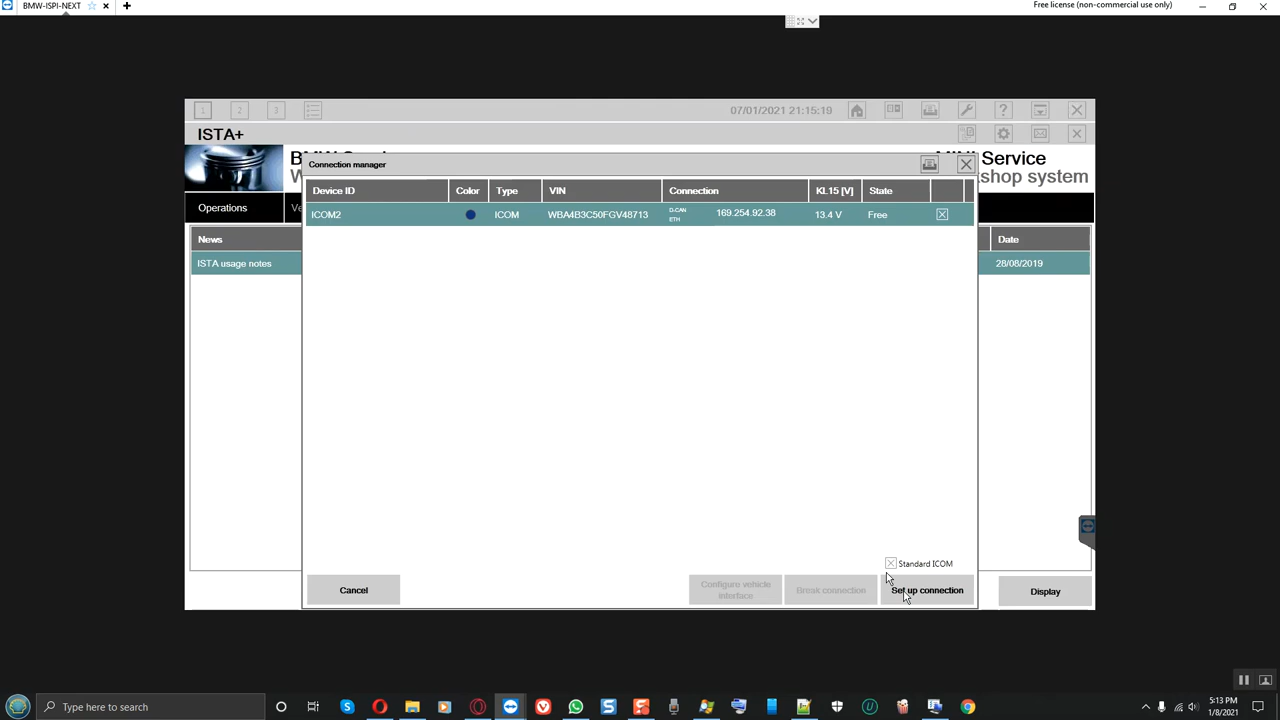 BMW-ISPI-NEXT
Free license (non-commercial use only)
1 2 3
07/01/2021 21:15:19
ISTA+
Connection manager
Service
shop system
Operations
Device ID Color Type VIN Connection KL15 [V] State
ICOM2 ICOM WBA4B3C50FGV48713 D-CAN ETH 169.254.92.38 13.4 V Free
News Date
ISTA usage notes 28/08/2019
Standard ICOM
Cancel
Configure vehicle interface
Break connection
Set up connection
Display
Type here to search
5:13 PM
1/8/2021